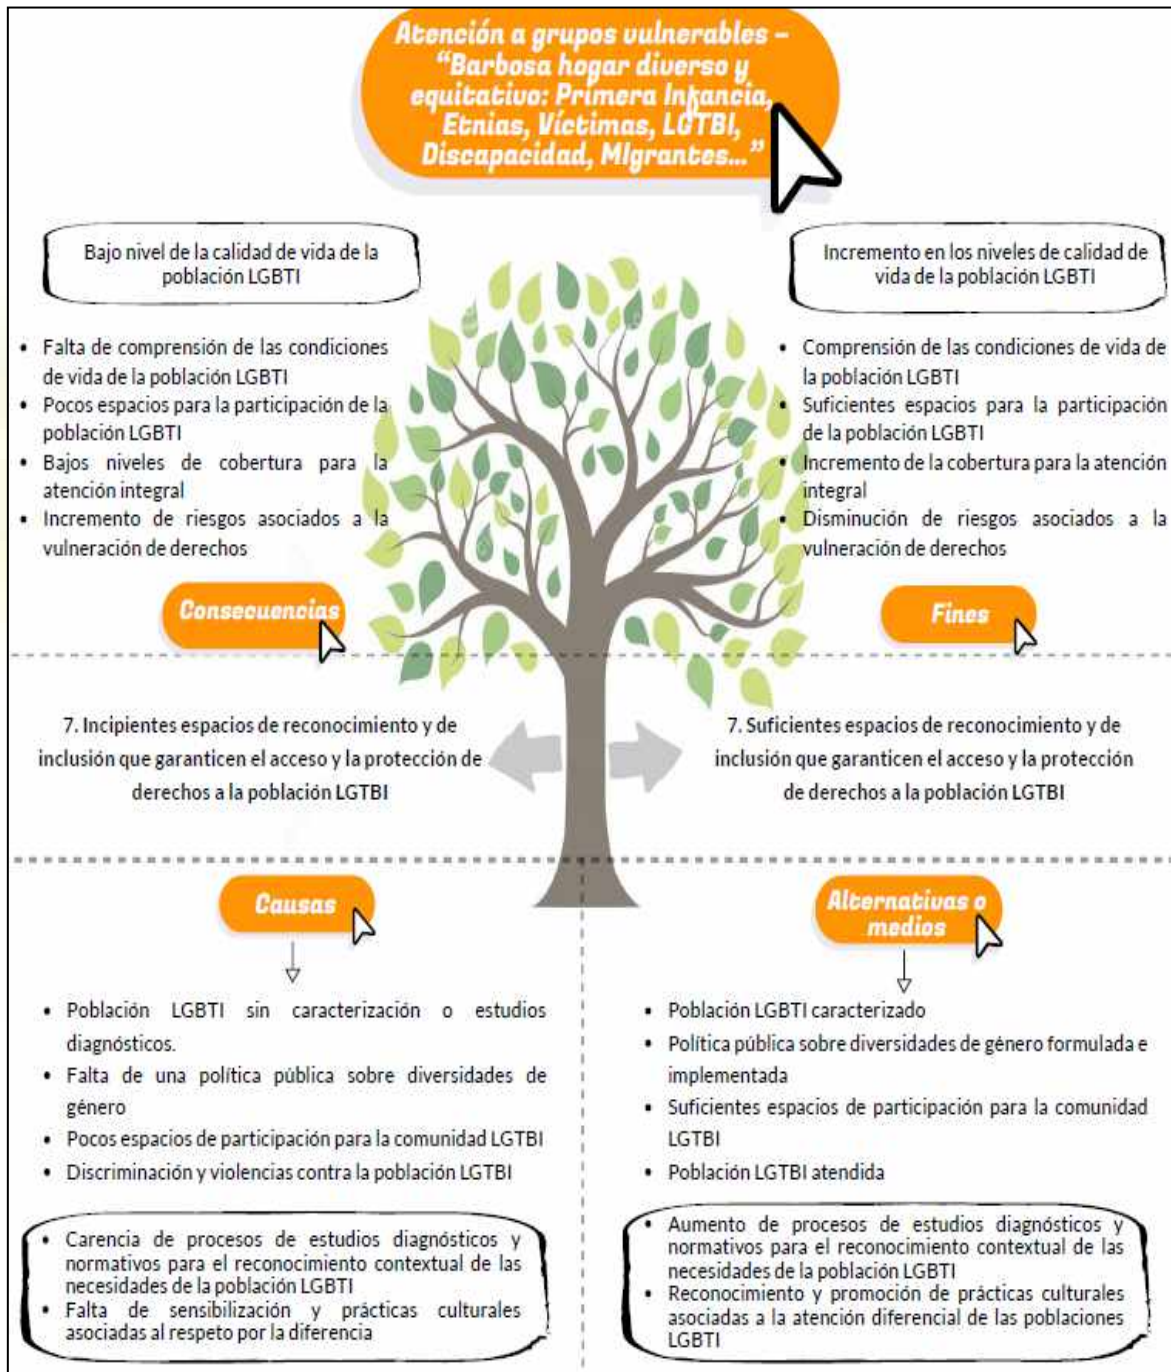 Atención a grupos vulnerables –
“Barbosa hogar diverso y
equitativo: Primera Infancia,
Etnias, Víctimas, LGTBI,
Discapacidad, MIgrantes...”
Bajo nivel de la calidad de vida de la
población LGBTI
• Falta de comprensión de las condiciones
de vida de la población LGBTI
• Pocos espacios para la participación de la
población LGBTI
• Bajos niveles de cobertura para la
atención integral
• Incremento de riesgos asociados a la
vulneración de derechos
Consecuencias
Incremento en los niveles de calidad de
vida de la población LGBTI
• Comprensión de las condiciones de vida de
la población LGBTI
• Suficientes espacios para la participación
de la población LGBTI
• Incremento de la cobertura para la atención
integral
• Disminución de riesgos asociados a la
vulneración de derechos
Fines
7. Incipientes espacios de reconocimiento y de
inclusión que garanticen el acceso y la protección de
derechos a la población LGTBI
7. Suficientes espacios de reconocimiento y de
inclusión que garanticen el acceso y la protección
de derechos a la población LGTBI
Causas
• Población LGBTI sin caracterización o estudios
diagnósticos.
• Falta de una política pública sobre diversidades de
género
• Pocos espacios de participación para la comunidad LGTBI
• Discriminación y violencias contra la población LGTBI
• Carencia de procesos de estudios diagnósticos y
normativos para el reconocimiento contextual de las
necesidades de la población LGBTI
• Falta de sensibilización y prácticas culturales
asociadas al respeto por la diferencia
Alternativas o
medios
• Población LGBTI caracterizado
• Política pública sobre diversidades de género formulada e
implementada
• Suficientes espacios de participación para la comunidad
LGTBI
• Población LGTBI atendida
• Aumento de procesos de estudios diagnósticos y
normativos para el reconocimiento contextual de las
necesidades de la población LGBTI
• Reconocimiento y promoción de prácticas culturales
asociadas a la atención diferencial de las poblaciones
LGBTI